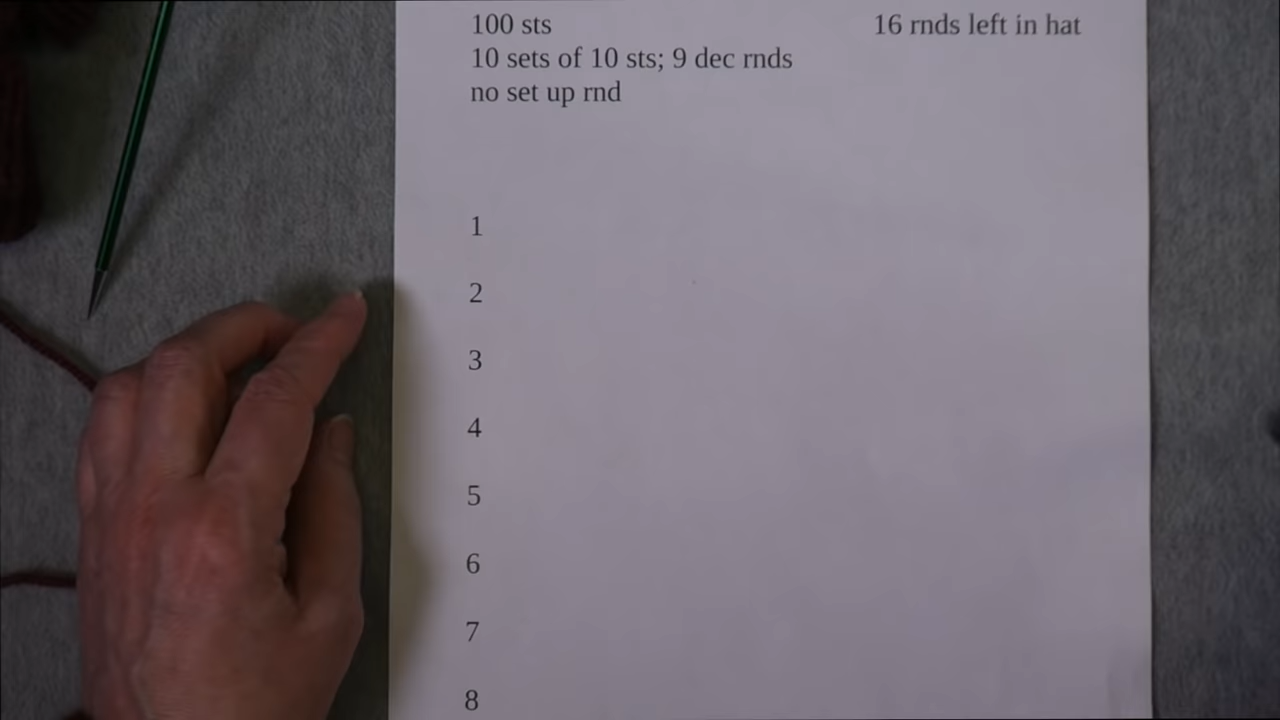 100 sts
16 rnds left in hat
10 sets of 10 sts; 9 dec rnds
no set up rnd
1
2
3
4
5
6
7
8